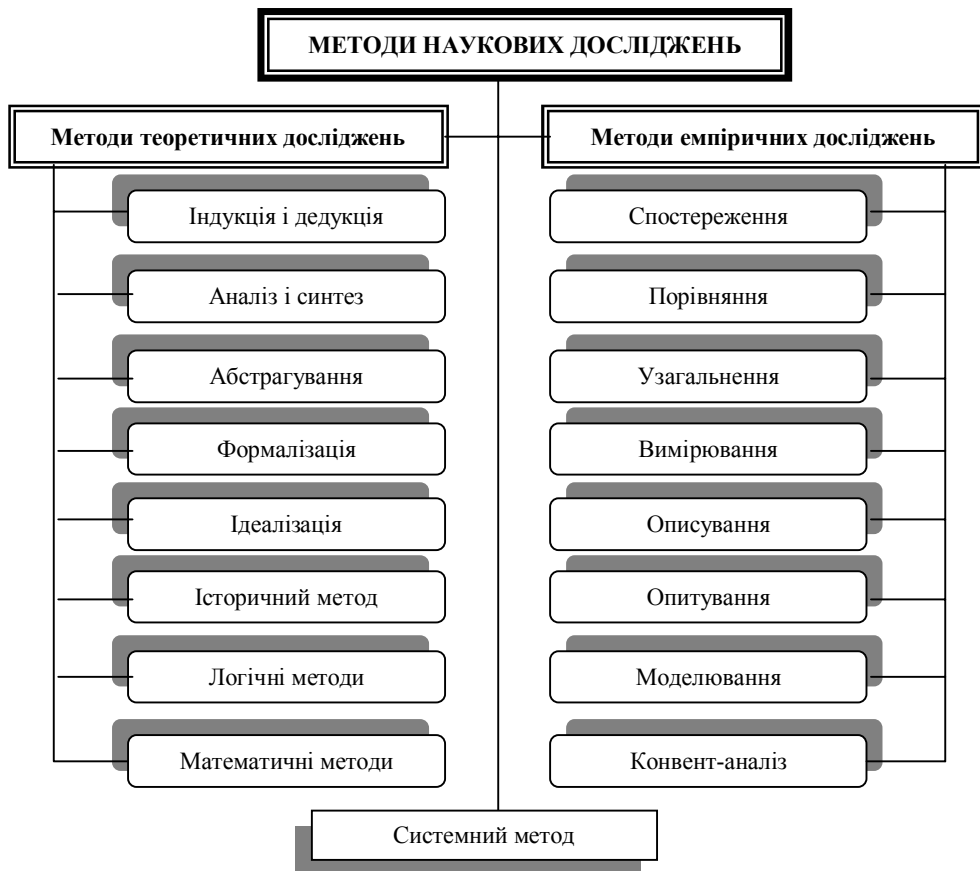 МЕТОДИ НАУКОВИХ ДОСЛІДЖЕНЬ
Методи теоретичних досліджень
Індукція і дедукція
Аналіз і синтез
Абстрагування
Формалізація
Ідеалізація
Історичний метод
Логічні методи
Математичні методи
Методи емпіричних досліджень
Спостереження
Порівняння
Узагальнення
Вимірювання
Описування
Опитування
Моделювання
Конвент-аналіз
Системний метод